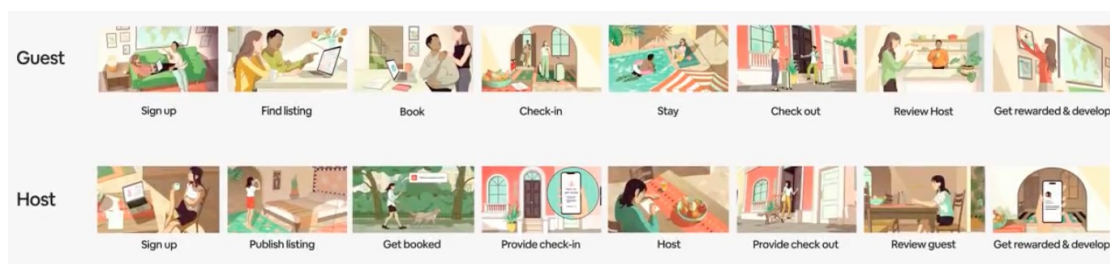 Guest
Sign up
Find listing
Book
Check-in
Stay
Check out
Review Host
Get rewarded & develop
Host
Sign up
Publish listing
Get booked
Provide check-in
Host
Provide check out
Review guest
Get rewarded & develop